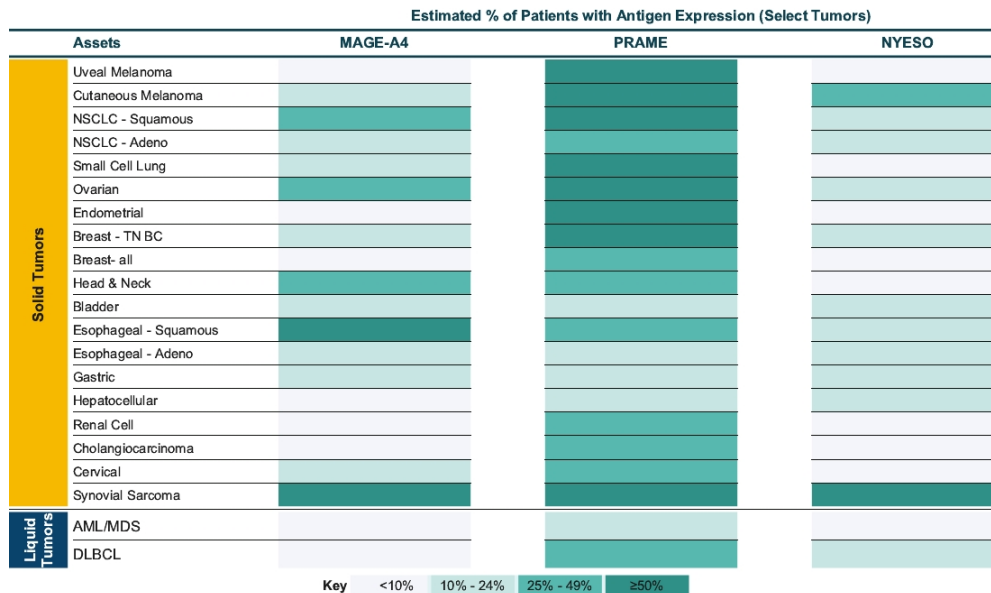 Estimated % of Patients with Antigen Expression (Select Tumors)
Assets MAGE-A4 PRAME NYESO
Solid Tumors
Uveal Melanoma
Cutaneous Melanoma
NSCLC - Squamous
NSCLC - Adeno
Small Cell Lung
Ovarian
Endometrial
Breast - TN BC
Breast- all
Head & Neck
Bladder
Esophageal - Squamous
Esophageal - Adeno
Gastric
Hepatocellular
Renal Cell
Cholangiocarcinoma
Cervical
Synovial Sarcoma
Liquid
Tumors
AML/MDS
DLBCL
Key <10% 10% - 24% 25% - 49% ≥50%